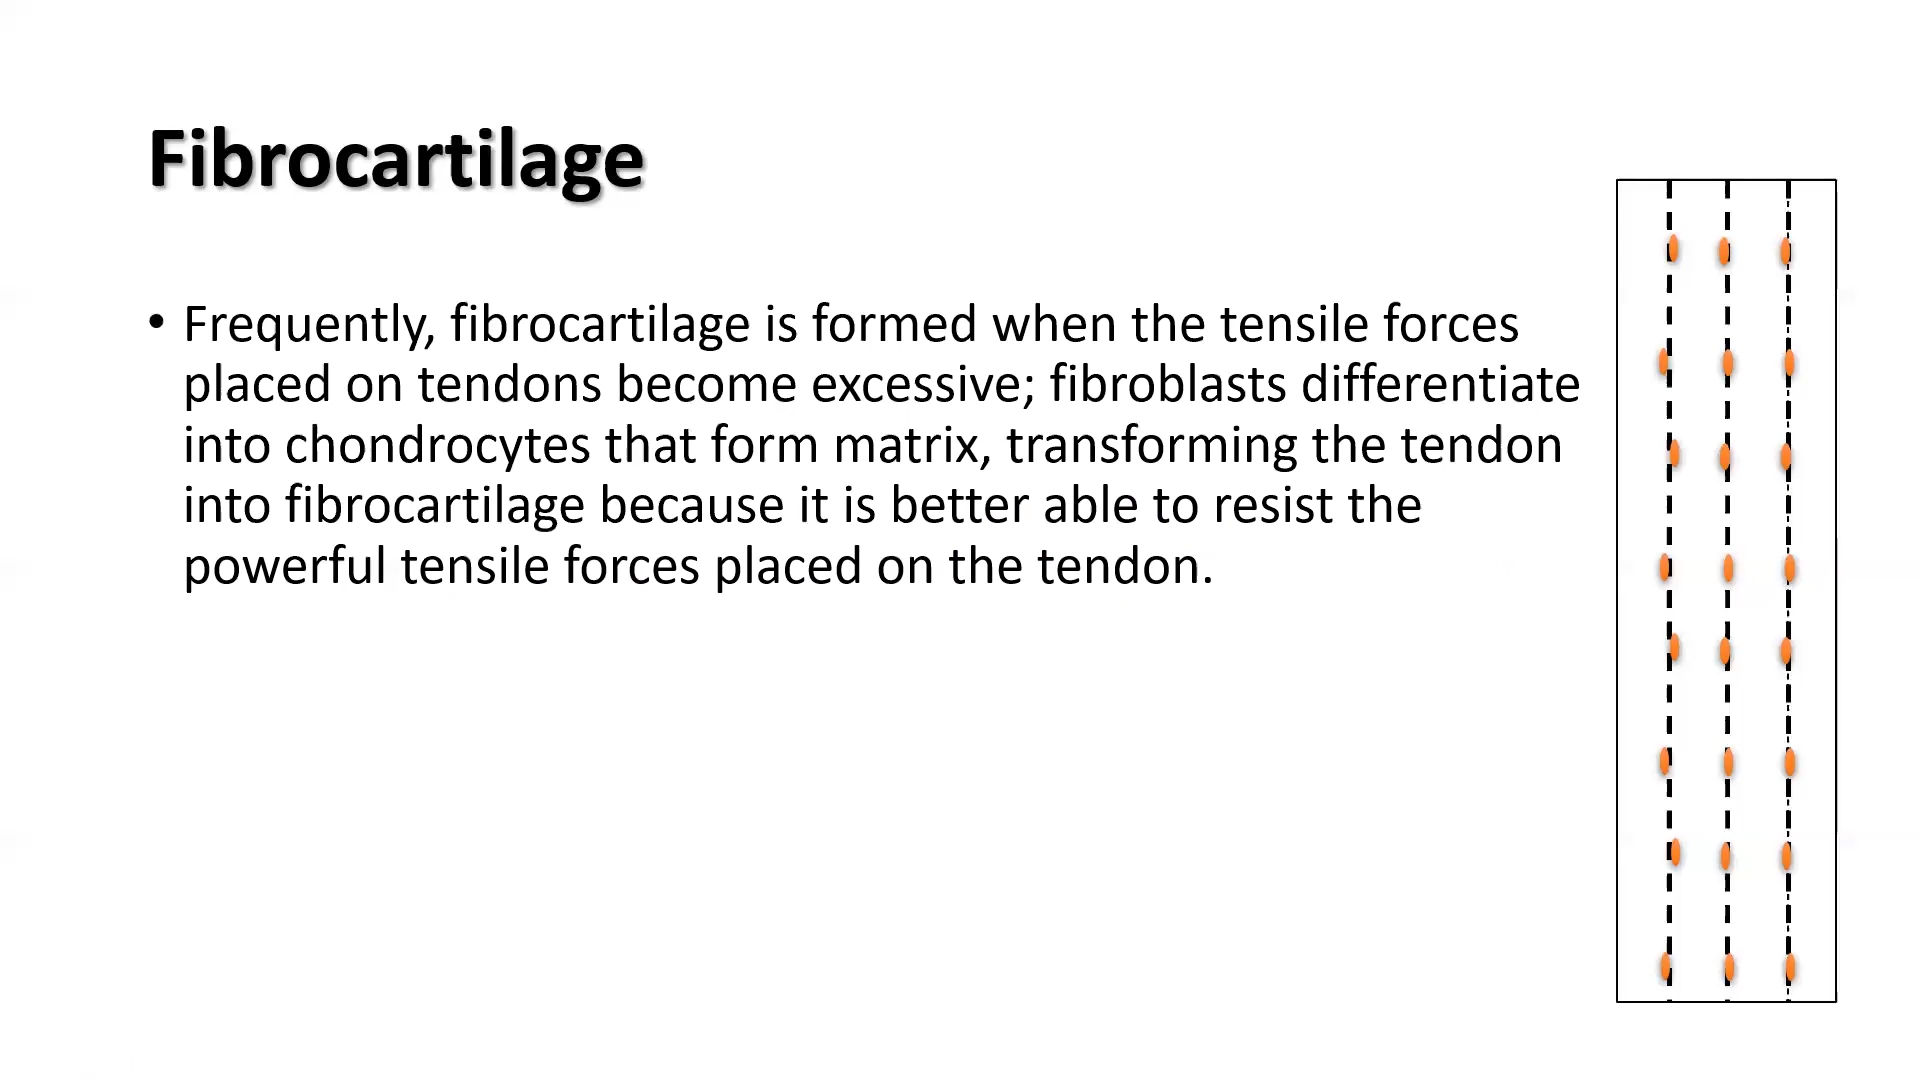 Fibrocartilage
• Frequently, fibrocartilage is formed when the tensile forces
placed on tendons become excessive; fibroblasts differentiate
into chondrocytes that form matrix, transforming the tendon
into fibrocartilage because it is better able to resist the
powerful tensile forces placed on the tendon.